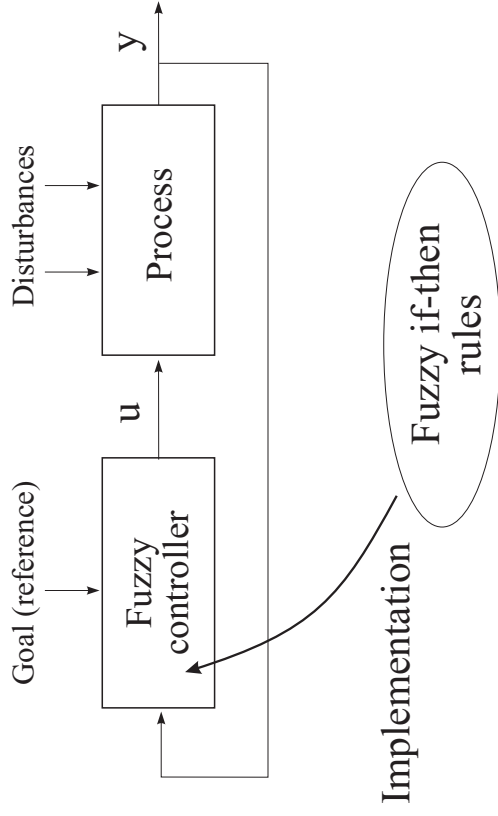 Goal (reference)
Disturbances
Fuzzy
controller
u
Process
y
Implementation
Fuzzy if-then
rules